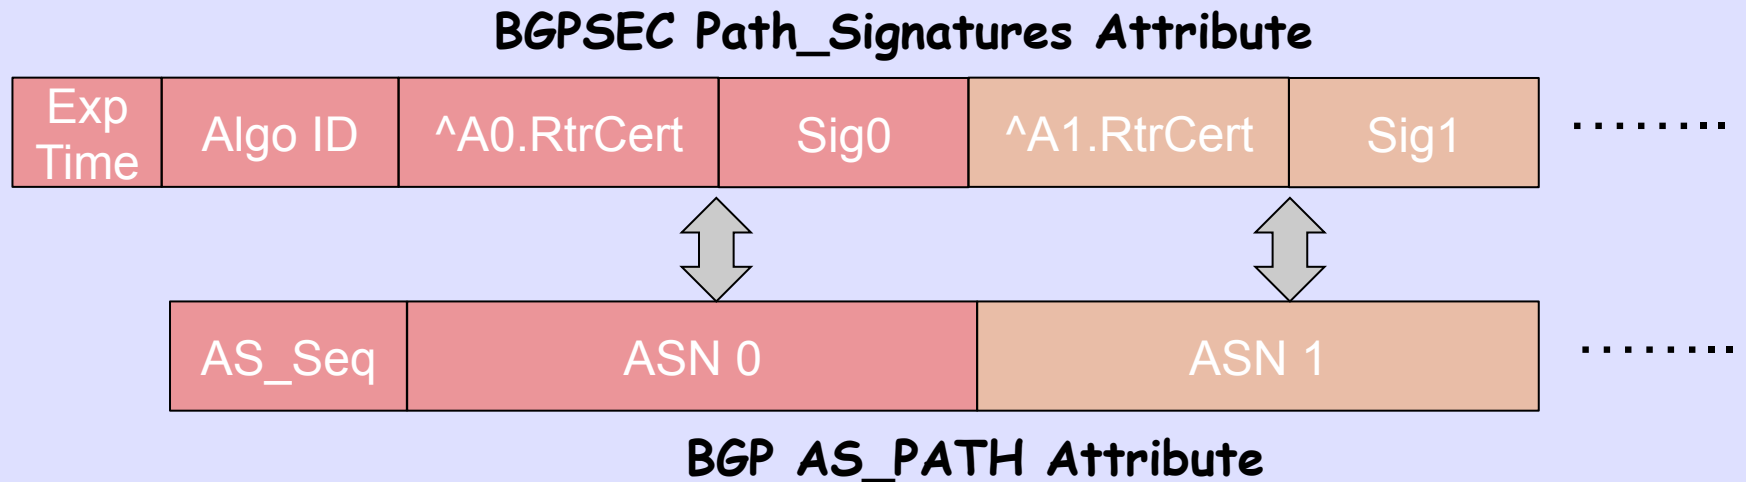 BGPSEC Path_Signatures Attribute
Exp
Time
Algo ID
^A0.RtrCert
Sig0
^A1.RtrCert
Sig1
........
AS_Seq
ASN 0
ASN 1
........
BGP AS_PATH Attribute